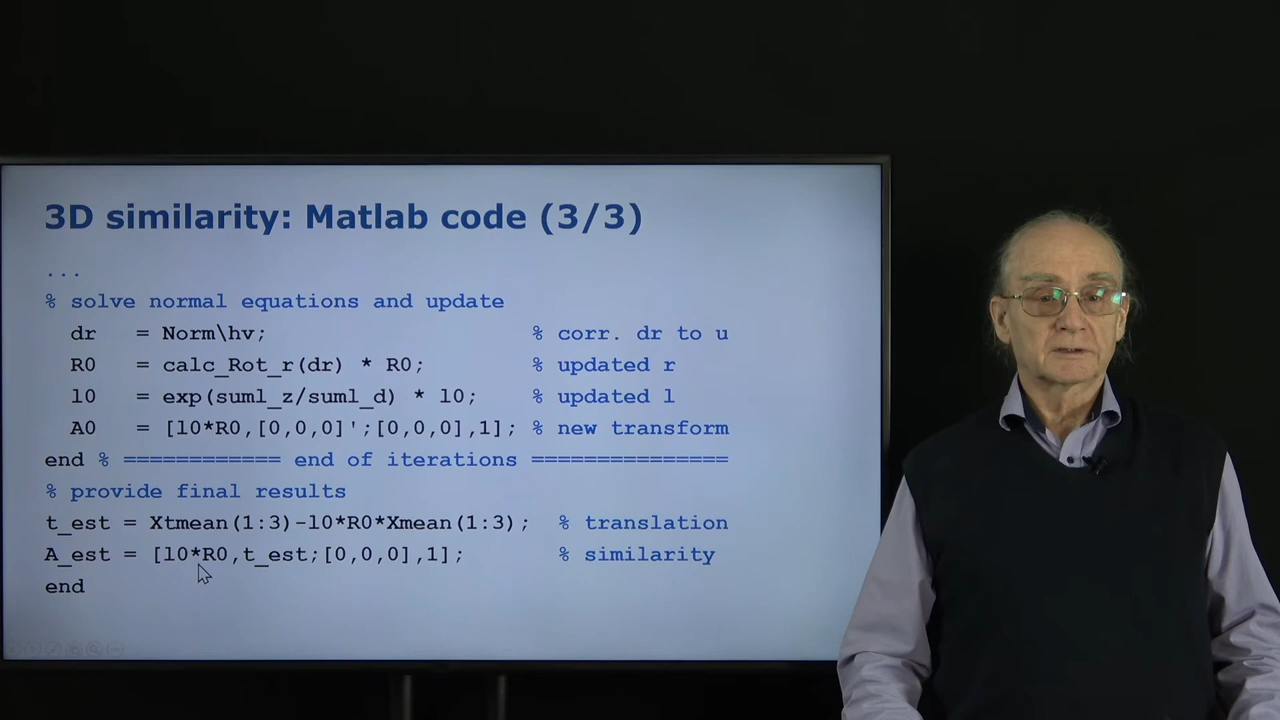 3D similarity: Matlab code (3/3)
...
% solve normal equations and update
dr = Norm\hv; % corr. dr to u
R0 = calc_Rot_r(dr) * R0; % updated r
l0 = exp(suml_z/suml_d) * l0; % updated l
A0 = [l0*R0,[0,0,0]';[0,0,0],1]; % new transform
end % ============ end of iterations ===============
% provide final results
t_est = Xtmean(1:3)-l0*R0*Xmean(1:3); % translation
A_est = [l0*R0,t_est;[0,0,0],1]; % similarity
end